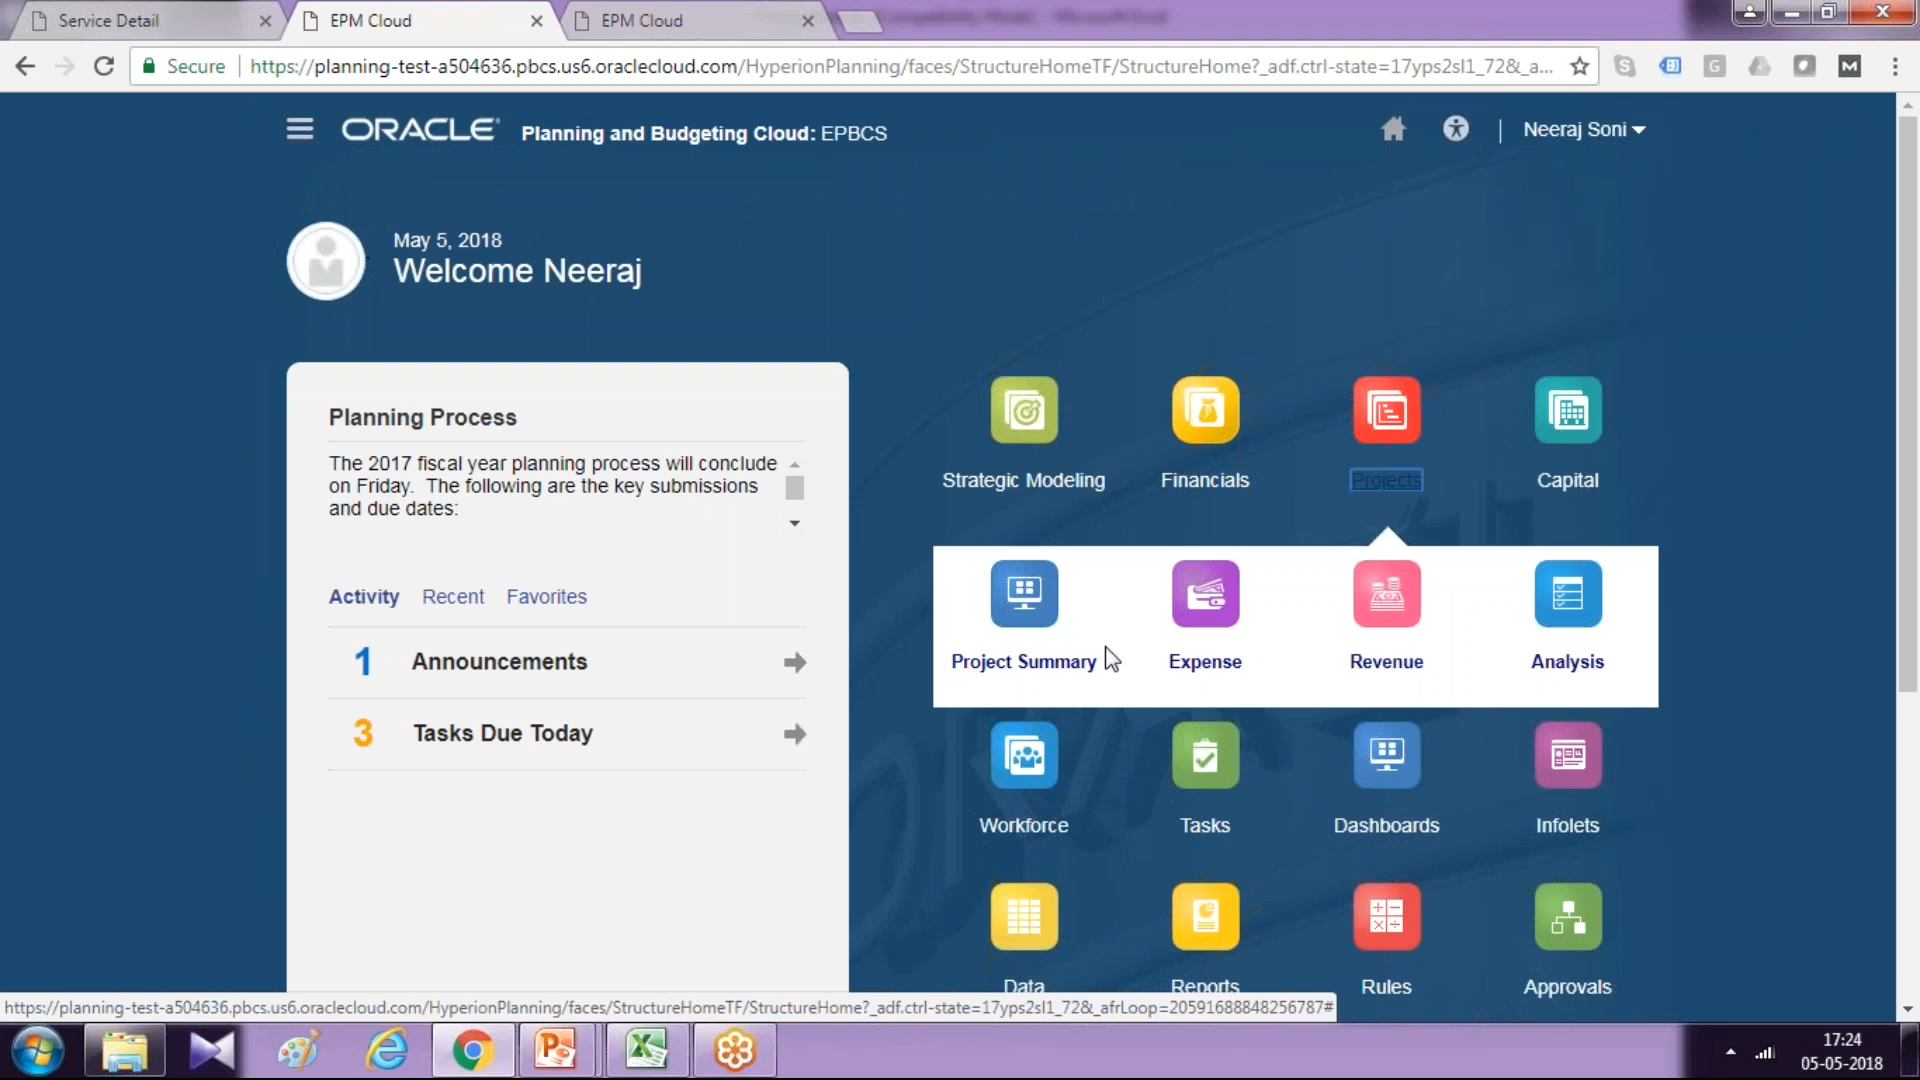 Service Detail
EPM Cloud
EPM Cloud
Secure
https://planning-test-a504636.pbcs.us6.oraclecloud.com/HyperionPlanning/faces/StructureHomeTF/StructureHome?_adf.ctrl-state=17yps2sl1_72&_a...
ORACLE Planning and Budgeting Cloud: EPBCS
Neeraj Soni
May 5, 2018
Welcome Neeraj
Planning Process
The 2017 fiscal year planning process will conclude
on Friday. The following are the key submissions
and due dates:
Activity Recent Favorites
1 Announcements
3 Tasks Due Today
Strategic Modeling Financials Projects Capital
Project Summary Expense Revenue Analysis
Workforce Tasks Dashboards Infolets
Data Reports Rules Approvals
https://planning-test-a504636.pbcs.us6.oraclecloud.com/HyperionPlanning/faces/StructureHomeTF/StructureHome?_adf.ctrl-state=17yps2sl1_72&_afrLoop=20591688848256787#
17:24
05-05-2018